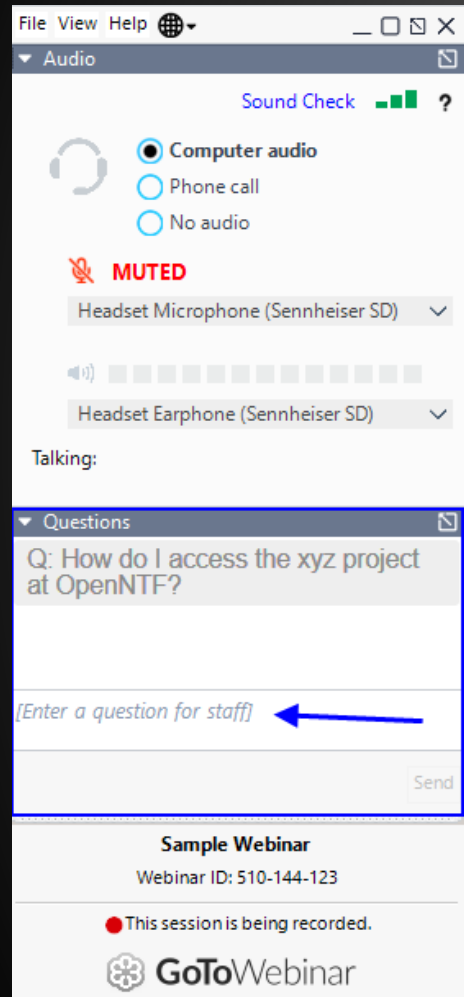 File View Help
Audio
Sound Check ?
Computer audio
Phone call
No audio
MUTED
Headset Microphone (Sennheiser SD)
Headset Earphone (Sennheiser SD)
Talking:
Questions
Q: How do I access the xyz project
at OpenNTF?
[Enter a question for staff]
Send
Sample Webinar
Webinar ID: 510-144-123
This session is being recorded.
GoToWebinar